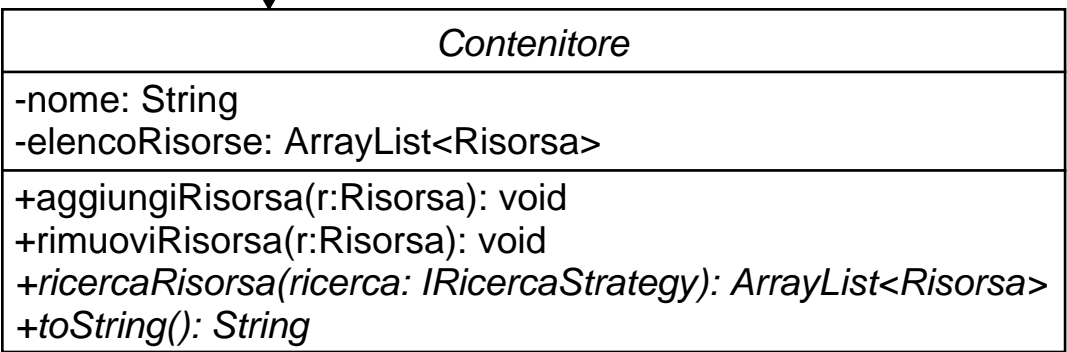 Contenitore
-nome: String
-elencoRisorse: ArrayList<Risorsa>
+aggiungiRisorsa(r:Risorsa): void
+rimuoviRisorsa(r:Risorsa): void
+ricercaRisorsa(ricerca: IRicercaStrategy): ArrayList<Risorsa>
+toString(): String